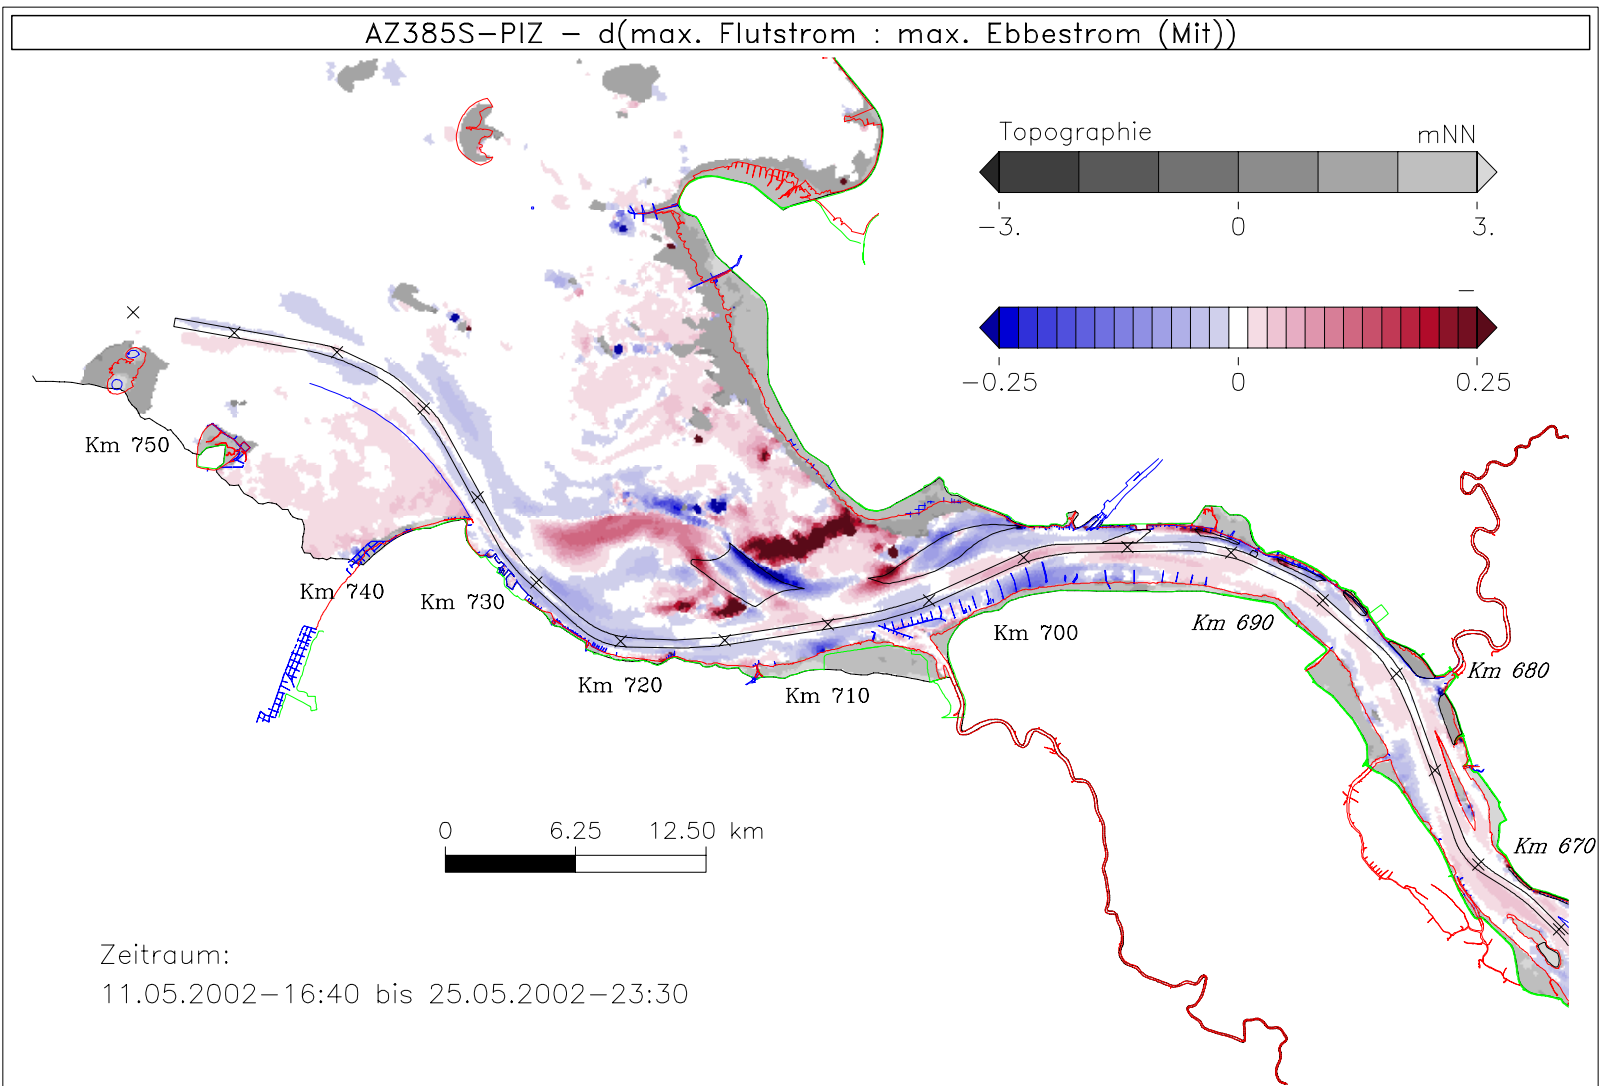 AZ385S-PIZ - d(max. Flutstrom : max. Ebbestrom (Mit))
Topographie mNN
-3. 0 3.
-
-0.25 0 0.25
Km 750
Km 740
Km 730
Km 720
Km 710
Km 700
Km 690
Km 680
Km 670
0 6.25 12.50 km
Zeitraum:
11.05.2002-16:40 bis 25.05.2002-23:30